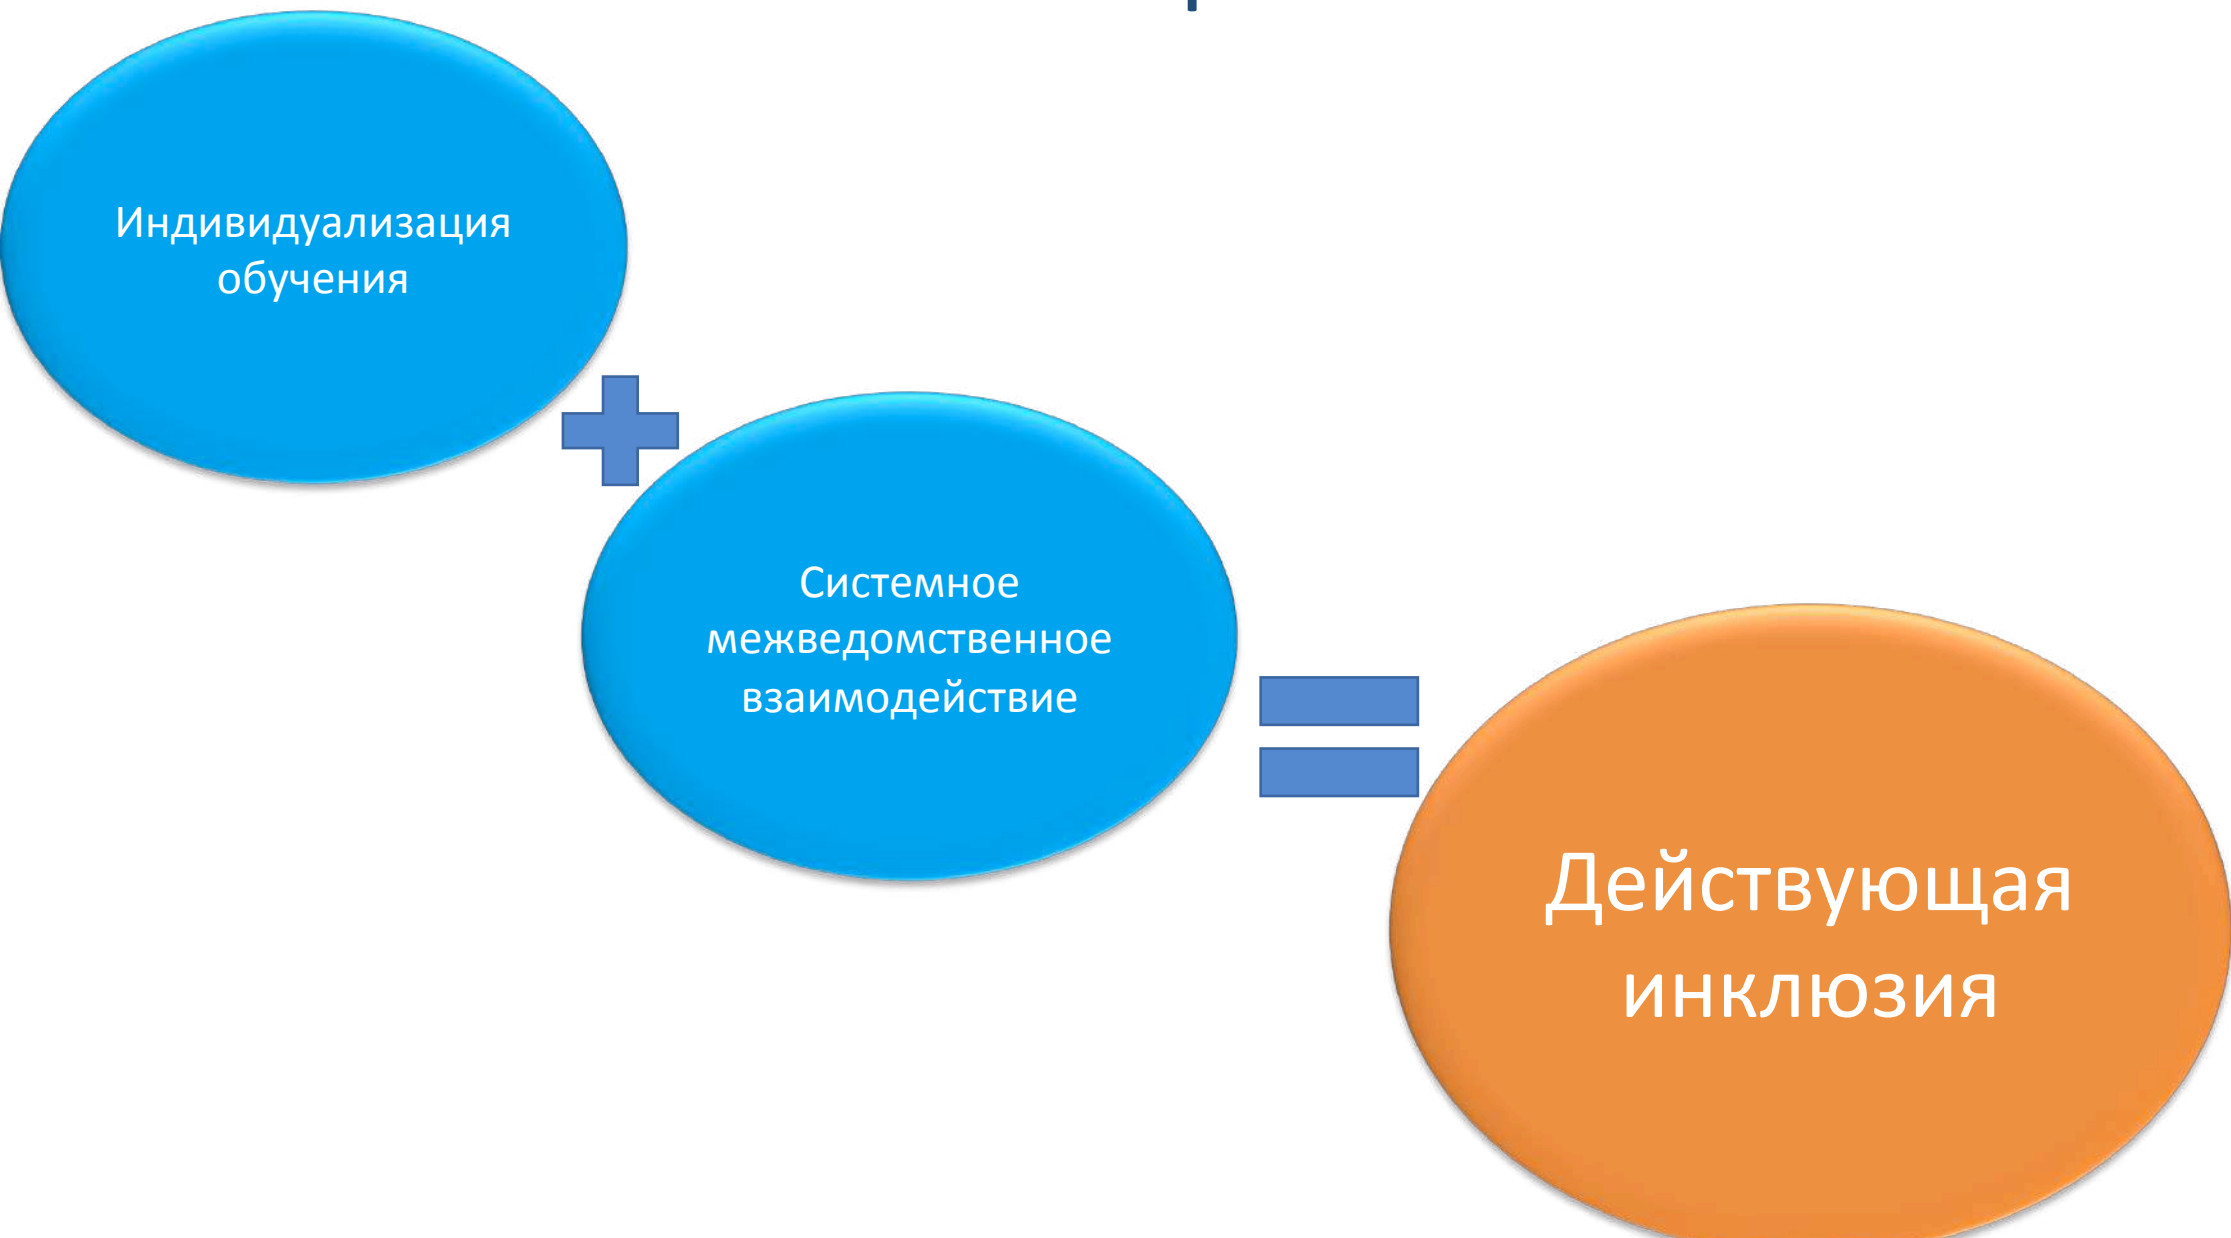 Индивидуализация
обучения
Системное
межведомственное
взаимодействие
Действующая
инклюзия